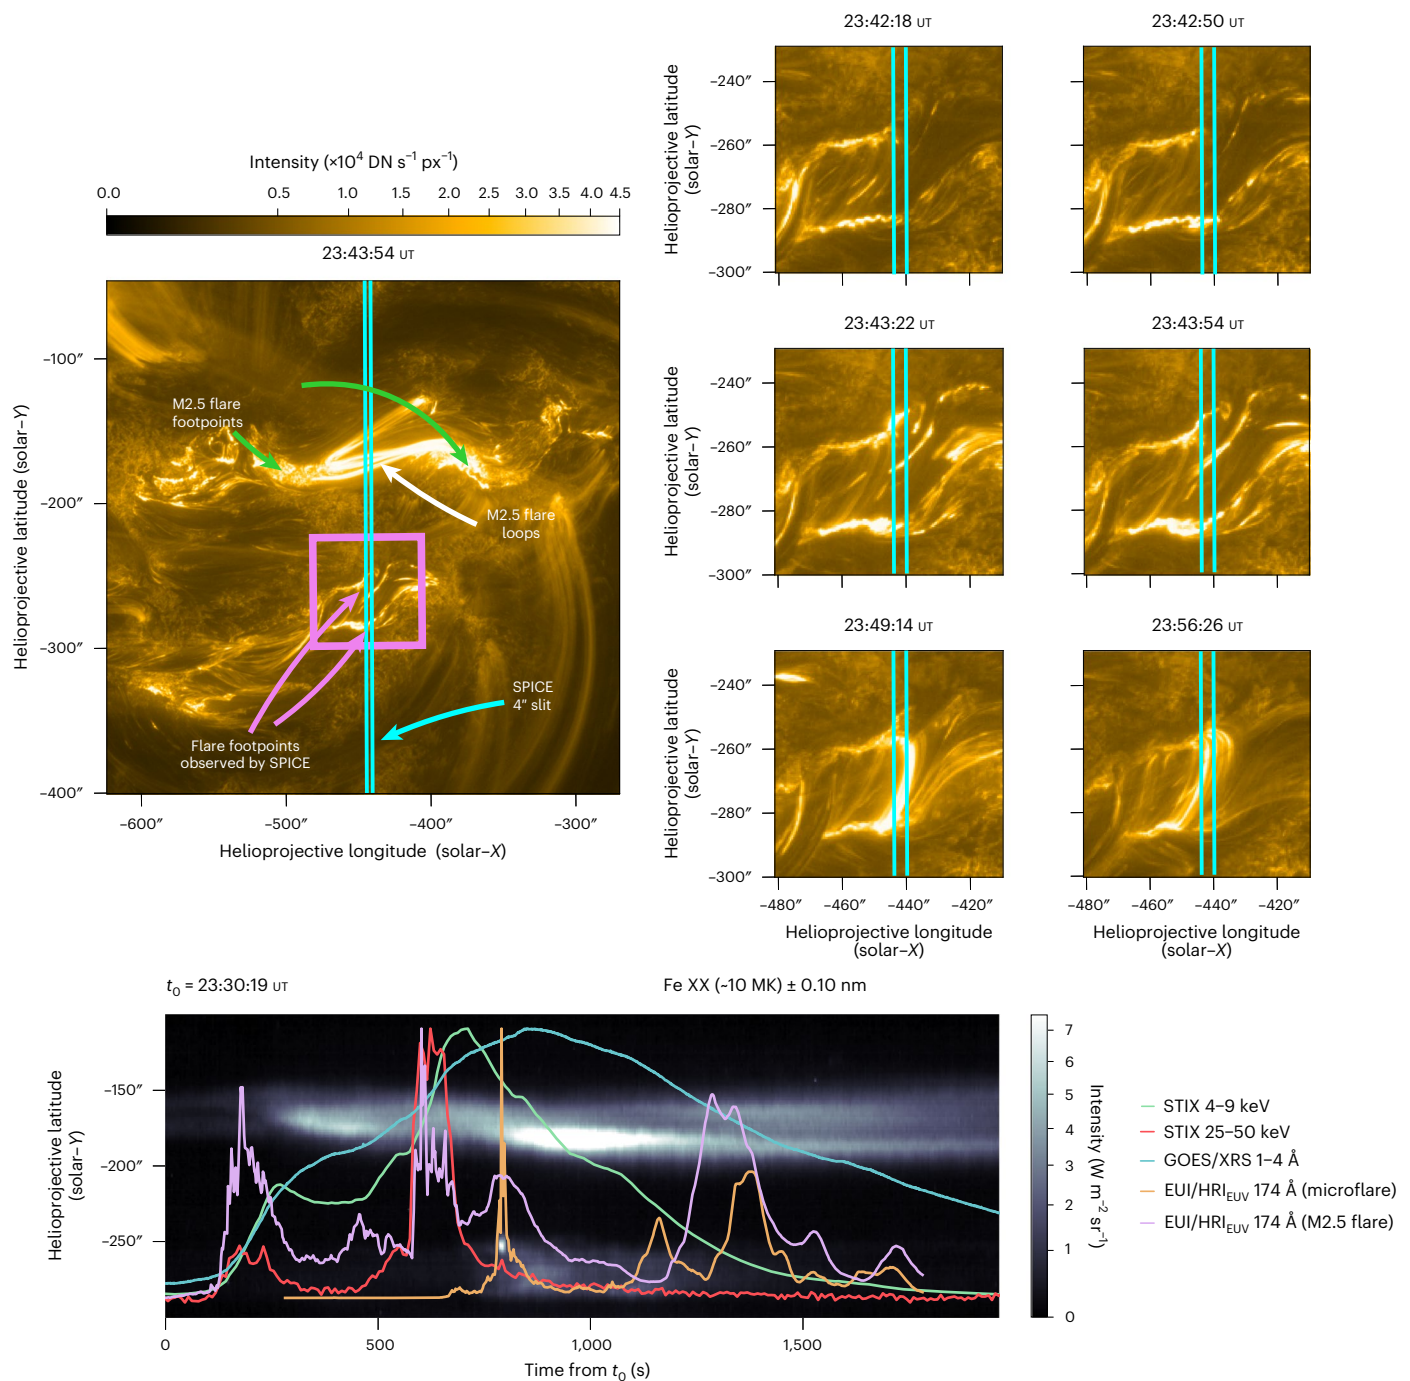 Intensity (×10⁴ DN s⁻¹ px⁻¹)
0.0 0.5 1.0 1.5 2.0 2.5 3.0 3.5 4.0 4.5
23:43:54 UT
Helioprojective latitude (solar–Y)
–100″
–200″
–300″
–400″
M2.5 flare
footpoints
M2.5 flare
loops
SPICE
4″ slit
Flare footpoints
observed by SPICE
–600″ –500″ –400″ –300″
Helioprojective longitude (solar–X)
23:42:18 UT
23:42:50 UT
Helioprojective latitude
(solar–Y)
–240″
–260″
–280″
–300″
23:43:22 UT
23:43:54 UT
Helioprojective latitude
(solar–Y)
–240″
–260″
–280″
–300″
23:49:14 UT
23:56:26 UT
Helioprojective latitude
(solar–Y)
–240″
–260″
–280″
–300″
–480″ –460″ –440″ –420″
–480″ –460″ –440″ –420″
Helioprojective longitude
(solar–X)
Helioprojective longitude
(solar–X)
t₀ = 23:30:19 UT
Fe XX (~10 MK) ± 0.10 nm
Helioprojective latitude
(solar–Y)
–150″
–200″
–250″
0 500 1,000 1,500
Time from t₀ (s)
7
6
5
4
3
2
1
0
Intensity (W m⁻² sr⁻¹)
STIX 4–9 keV
STIX 25–50 keV
GOES/XRS 1–4 Å
EUI/HRI_EUV 174 Å (microflare)
EUI/HRI_EUV 174 Å (M2.5 flare)